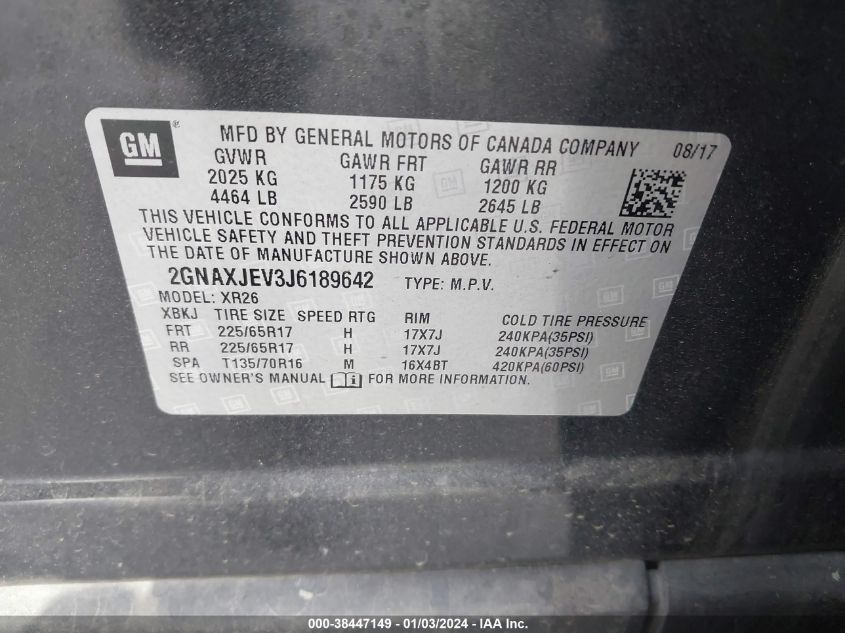 GM ®
MFD BY GENERAL MOTORS OF CANADA COMPANY 08/17
GVWR GAWR FRT GAWR RR
2025 KG 1175 KG 1200 KG
4464 LB 2590 LB 2645 LB
THIS VEHICLE CONFORMS TO ALL APPLICABLE U.S. FEDERAL MOTOR
VEHICLE SAFETY AND THEFT PREVENTION STANDARDS IN EFFECT ON
THE DATE OF MANUFACTURE SHOWN ABOVE.
2GNAXJEV3J6189642 TYPE: M.P.V.
MODEL: XR26
XBKJ TIRE SIZE SPEED RTG RIM COLD TIRE PRESSURE
FRT 225/65R17 H 17X7J 240KPA(35PSI)
RR 225/65R17 H 17X7J 240KPA(35PSI)
SPA T135/70R16 M 16X4BT 420KPA(60PSI)
SEE OWNER'S MANUAL FOR MORE INFORMATION.
000-38447149 - 01/03/2024 - IAA Inc.